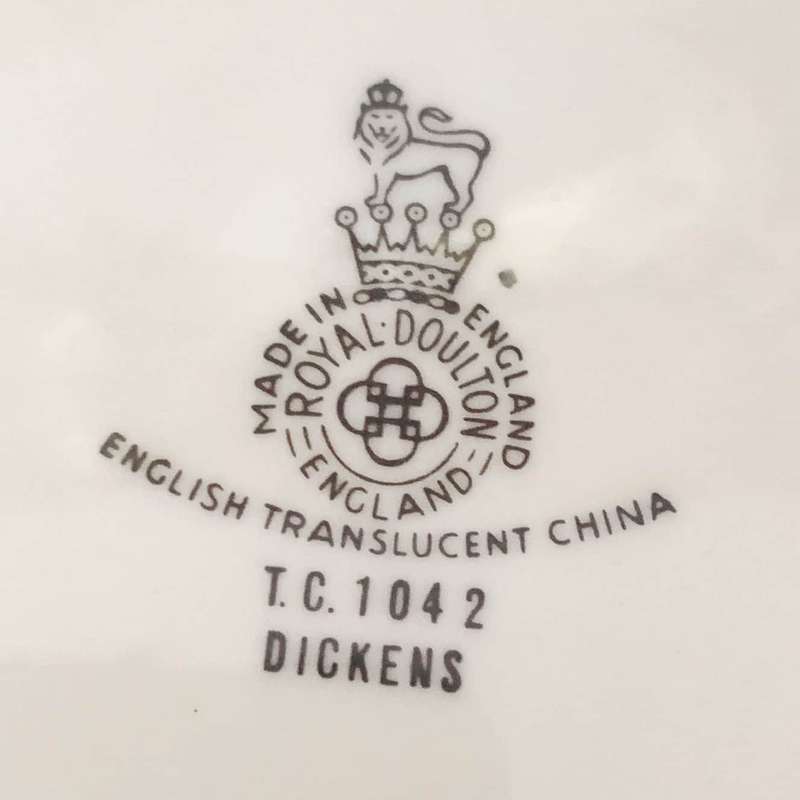 MADE IN ENGLAND
ROYAL·DOULTON
ENGLAND
ENGLISH TRANSLUCENT CHINA
T.C.1042
DICKENS